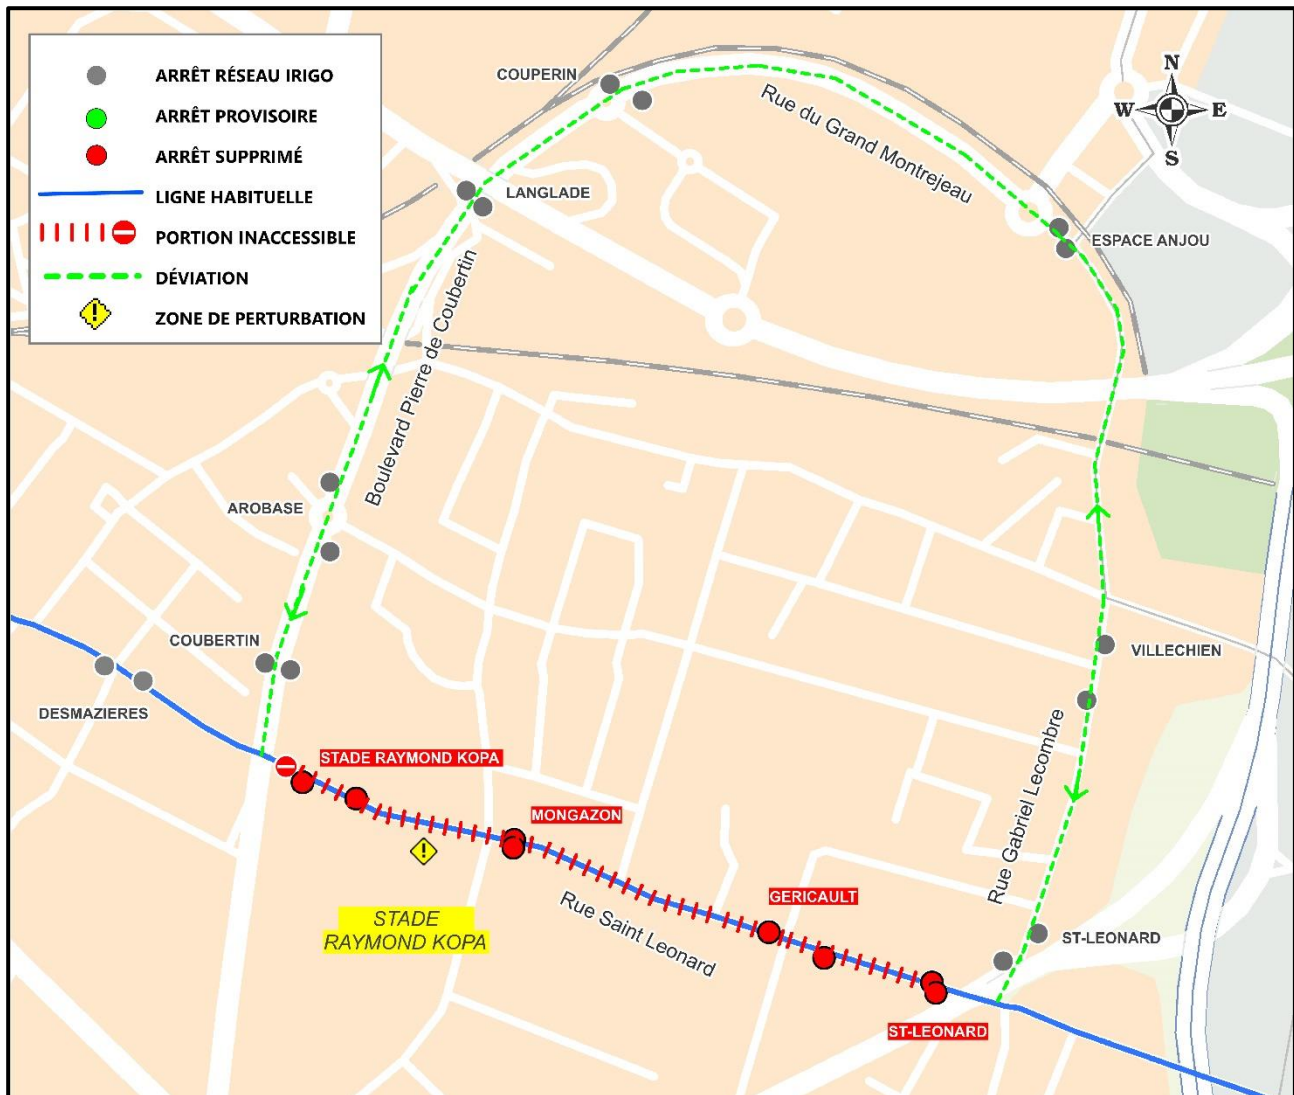 ARRÊT RÉSEAU IRIGO
ARRÊT PROVISOIRE
ARRÊT SUPPRIMÉ
LIGNE HABITUELLE
PORTION INACCESSIBLE
DÉVIATION
ZONE DE PERTURBATION
N
W
E
S
COUPERIN
Rue du Grand Montrejeau
LANGLADE
ESPACE ANJOU
Boulevard Pierre de Coubertin
AROBASE
COUBERTIN
VILLECHIEN
DESMAZIERES
STADE RAYMOND KOPA
MONGAZON
Rue Gabriel Lecombre
GERICAULT
STADE
RAYMOND KOPA
Rue Saint Leonard
ST-LEONARD
ST-LEONARD